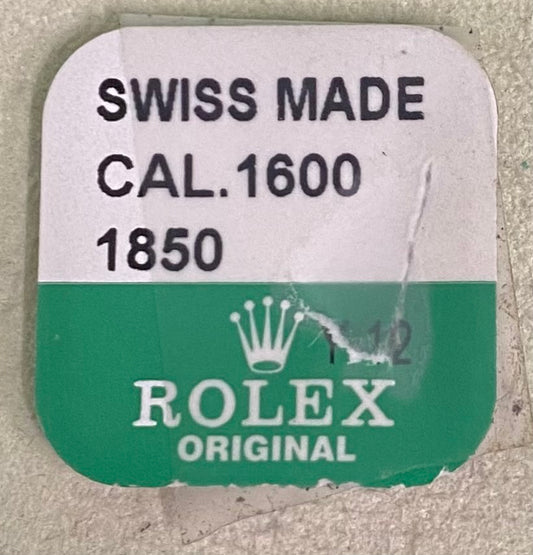 SWISS MADE
CAL.1600
1850
ROLEX
ORIGINAL